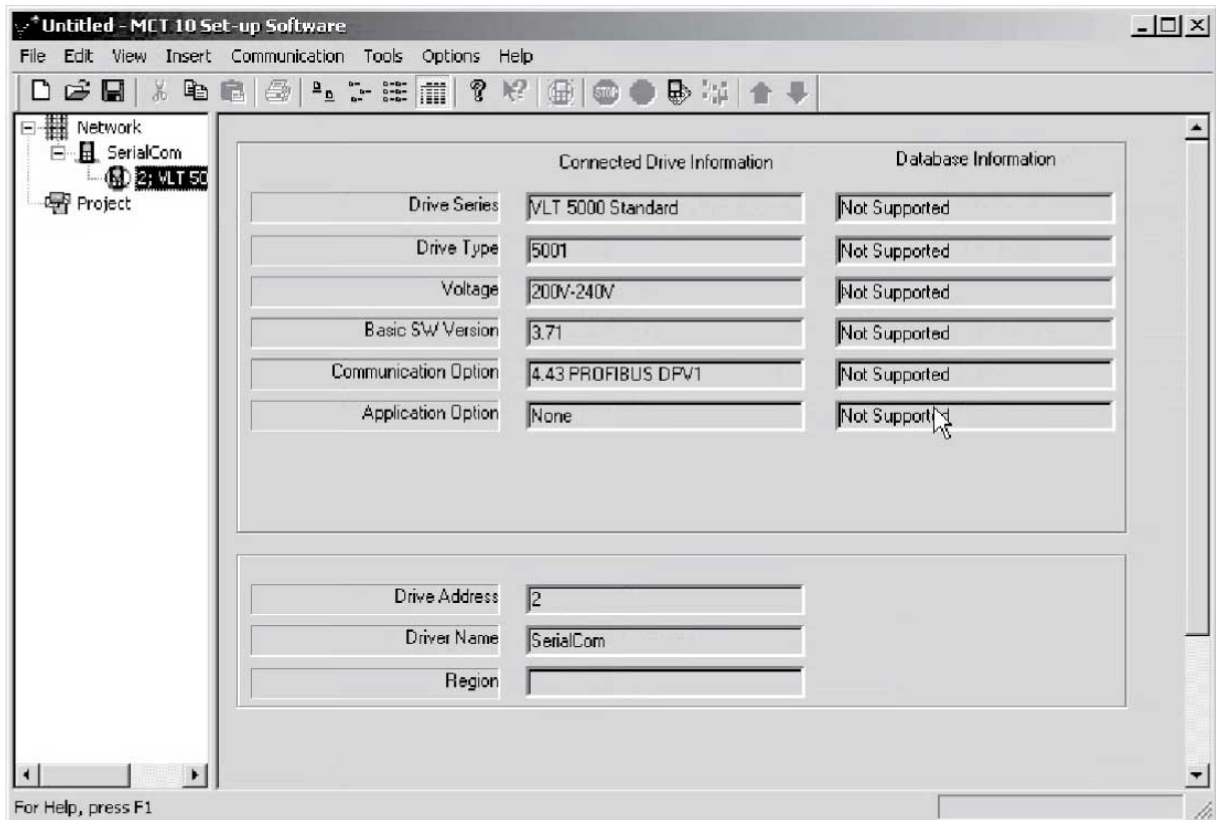 Untitled - MCT 10 Set-up Software
File Edit View Insert Communication Tools Options Help
STOP
Network
SerialCom
2; VLT 50
Project
Connected Drive Information Database Information
Drive Series VLT 5000 Standard Not Supported
Drive Type 5001 Not Supported
Voltage 200V-240V Not Supported
Basic SW Version 3.71 Not Supported
Communication Option 4.43 PROFIBUS DPV1 Not Supported
Application Option None Not Supported
Drive Address 2
Driver Name SerialCom
Region
For Help, press F1